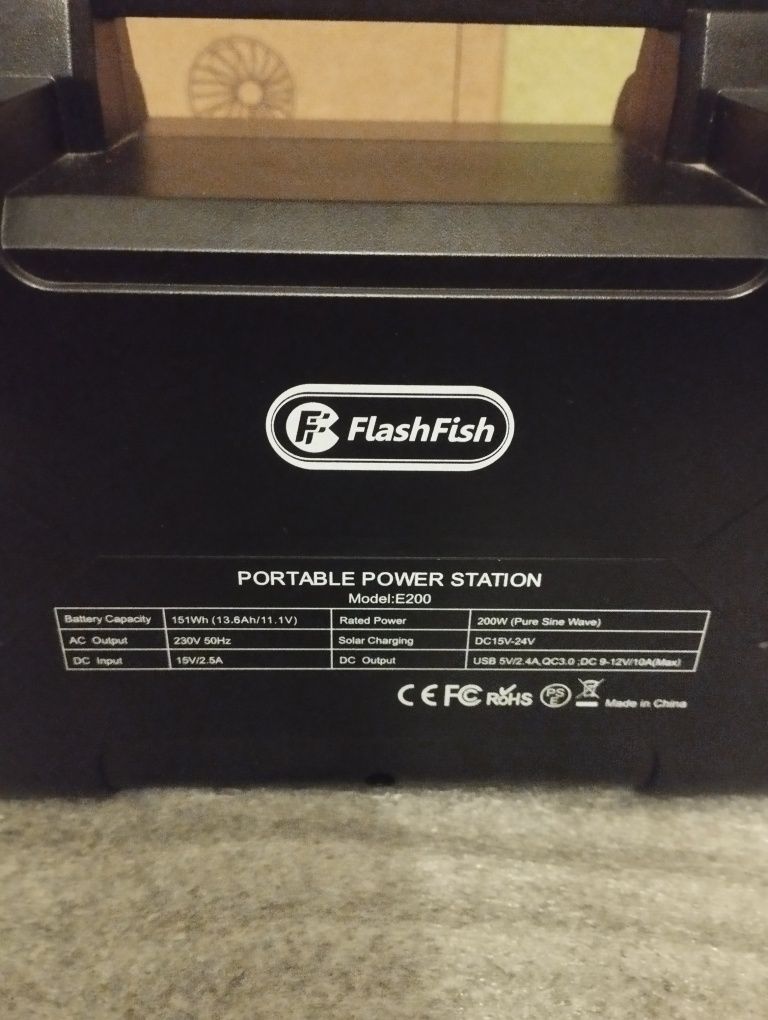 FlashFish
PORTABLE POWER STATION
Model:E200
Battery Capacity 151Wh (13.6Ah/11.1V) Rated Power 200W (Pure Sine Wave)
AC Output 230V 50Hz Solar Charging DC15V-24V
DC Input 15V/2.5A DC Output USB 5V/2.4A,QC3.0 ;DC 9-12V/10A(Max)
CE FC RoHS PSE Made in China